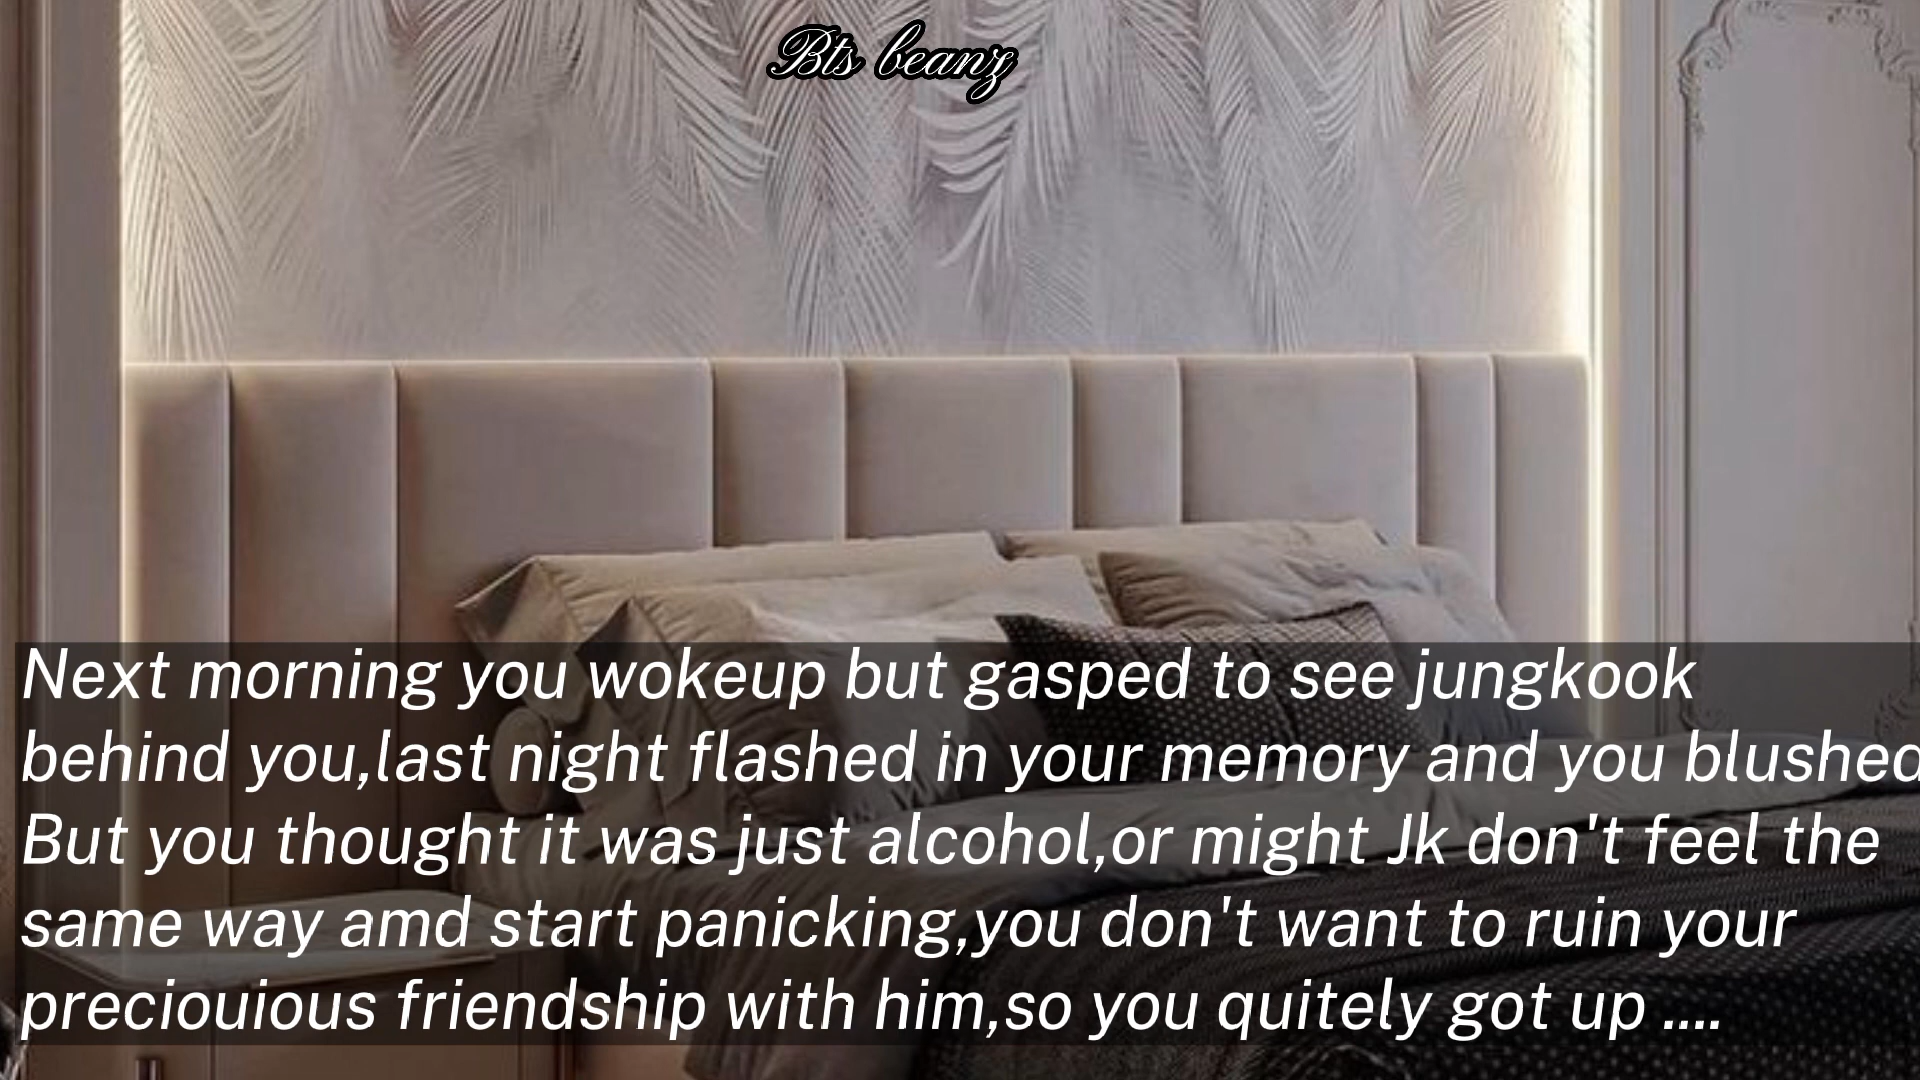 Bts beanz
Next morning you wokeup but gasped to see jungkook
behind you,last night flashed in your memory and you blushed
But you thought it was just alcohol,or might Jk don't feel the
same way amd start panicking,you don't want to ruin your
preciouious friendship with him,so you quitely got up ....